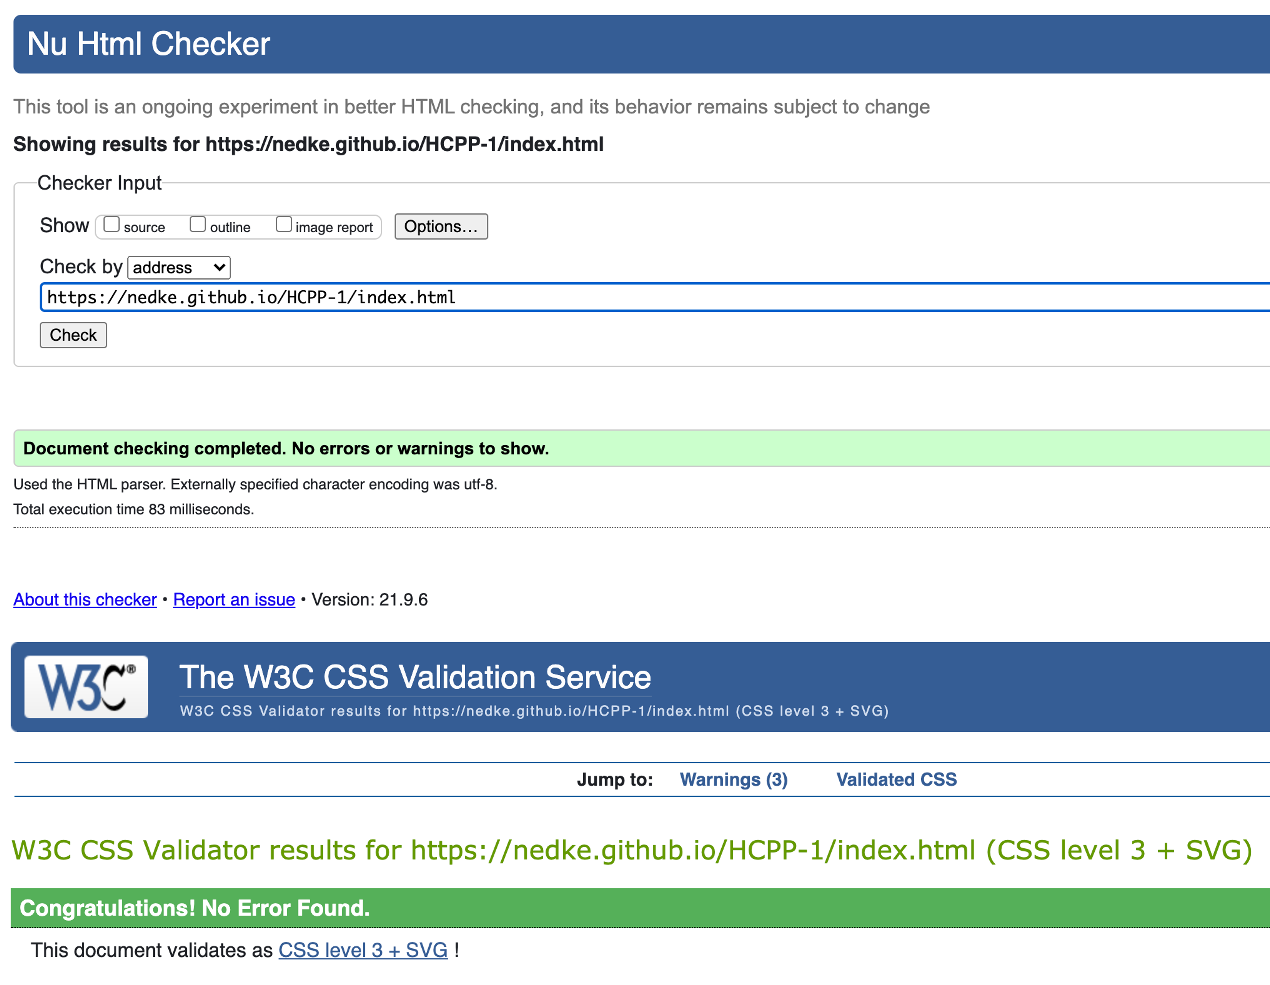 Nu Html Checker
This tool is an ongoing experiment in better HTML checking, and its behavior remains subject to change
Showing results for https://nedke.github.io/HCPP-1/index.html
Checker Input
Show source outline image report Options...
Check by address
https://nedke.github.io/HCPP-1/index.html
Check
Document checking completed. No errors or warnings to show.
Used the HTML parser. Externally specified character encoding was utf-8.
Total execution time 83 milliseconds.
About this checker • Report an issue • Version: 21.9.6
W3C® The W3C CSS Validation Service
W3C CSS Validator results for https://nedke.github.io/HCPP-1/index.html (CSS level 3 + SVG)
Jump to: Warnings (3) Validated CSS
W3C CSS Validator results for https://nedke.github.io/HCPP-1/index.html (CSS level 3 + SVG)
Congratulations! No Error Found.
This document validates as CSS level 3 + SVG !